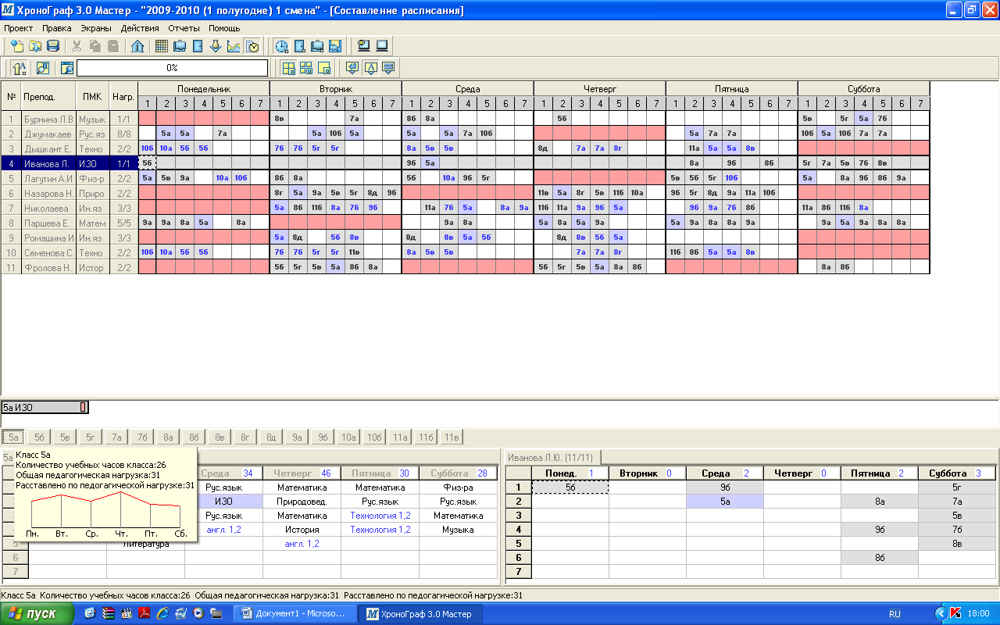 ХроноГраф 3.0 Мастер - "2009-2010 (1 полугодие) 1 смена" - [Составление расписания]
Проект Правка Экраны Действия Отчеты Помощь
0%
№ Препод. ПМК Нагр. Понедельник Вторник Среда Четверг Пятница Суббота
1 2 3 4 5 6 7 1 2 3 4 5 6 7 1 2 3 4 5 6 7 1 2 3 4 5 6 7 1 2 3 4 5 6 7 1 2 3 4 5 6 7
1 Бурнина Л.В Музык 1/1 8в 7а 8б 8а 5б 5в 5г 5а 7б
2 Джумакаев Рус.яз 8/8 5а 5а 7а 5а 10б 5а 5а 5а 7а 10б 5а 7а 7а 10б 5а 10б 7а 7а
3 Дышкант Е. Техно 2/2 10б 10а 5б 5б 7б 7б 5г 5г 8а 5в 5в 8д 7а 7а 8г 11а 5а 5а 8в
4 Иванова Л. ИЗО 1/1 5б 9б 5а 8а 9б 8б 5г 7а 5в 7б 8в
5 Лагутин А.И Физ-р 2/2 5а 5в 9а 10а 10б 8б 8а 5б 10а 9б 5г 5в 5б 5г 10б 5а 8а 9б 8б 9а
6 Назарова Н. Приро 2/2 8г 5а 9а 5в 5г 8д 9б 11в 5а 8г 5в 11б 10а 9б 5г 8д 9а 11а 10б
7 Николаева Ин.яз 3/3 5а 8б 11б 8а 7б 9б 11а 7б 5а 8а 9а 11б 11а 9а 9б 5а 9б 9а 7б 8б 11а 8б 11б 8а
8 Паршева Е. Матем 5/5 9а 9а 8а 5а 8а 9а 8а 5а 8а 5а 9а 5а 9а 8а 8а 9а 9а 5а 9а 8а 8а
9 Ромашина И Ин.яз 3/3 5а 8д 5б 8в 8д 8в 5а 5б 8д 8в 5б 5а
10 Семенова С. Техно 2/2 10б 10а 5б 5б 7б 7б 5г 5г 11в 8а 5в 5в 7а 7а 8г 11б 8б 5а 5а 8в
11 Фролова Н. Истор 2/2 5б 5г 5в 5а 8б 8а 5б 5г 5в 5а 8а 8б 8а 8б
5а ИЗО
5а 5б 5в 5г 7а 7б 8а 8б 8в 8г 8д 9а 9б 10а 10б 11а 11б 11в
5а
Класс 5а
Количество учебных часов класса:26
Общая педагогическая нагрузка:31
Расставлено по педогагической нагрузке:31
Пн. Вт. Ср. Чт. Пт. Сб.
Среда 34 Четверг 46 Пятница 30 Суббота 28
Рус.язык Математика Математика Физ-ра
ИЗО Природовед. Рус.язык Рус.язык
Рус.язык Математика Технология 1,2 Математика
англ. 1,2 История Технология 1,2 Музыка
5 Литература англ. 1,2
6
7
Иванова Л.Ю. (11/11)
Понед. 1 Вторник 0 Среда 2 Четверг 0 Пятница 2 Суббота 3
1 5б 9б 5г
2 5а 8а 7а
3 5в
4 9б 7б
5 8в
6 8б
7
Класс 5а Количество учебных часов класса:26 Общая педагогическая нагрузка:31 Расставлено по педогагической нагрузке:31
пуск Документ1 - Microso... ХроноГраф 3.0 Мастер RU 18:00